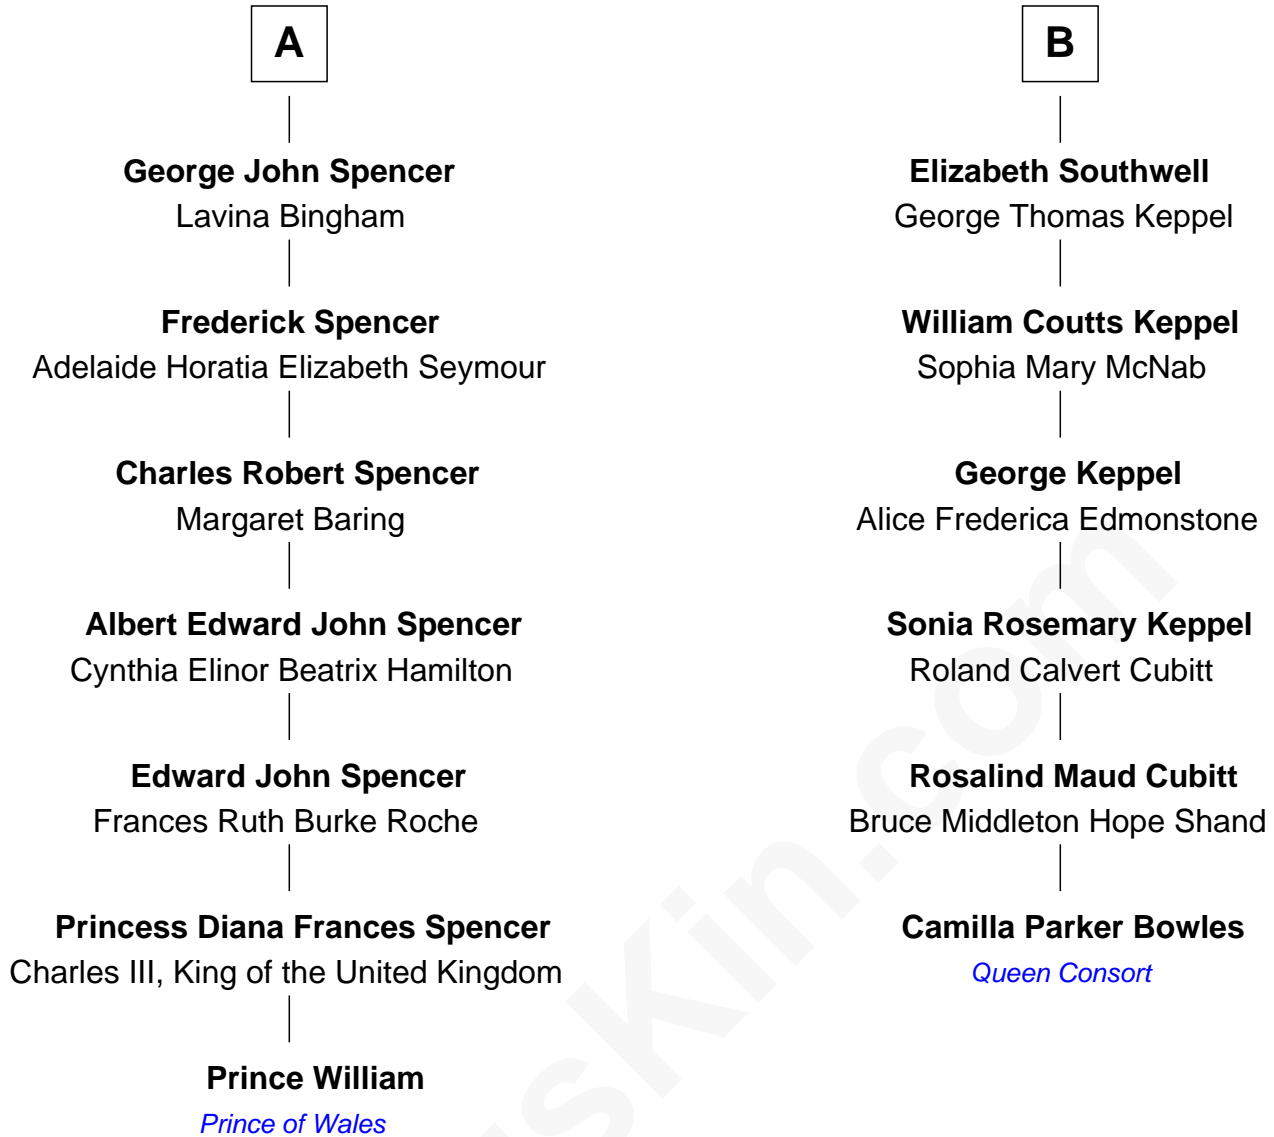 A
George John Spencer
Lavina Bingham
Frederick Spencer
Adelaide Horatia Elizabeth Seymour
Charles Robert Spencer
Margaret Baring
Albert Edward John Spencer
Cynthia Elinor Beatrix Hamilton
Edward John Spencer
Frances Ruth Burke Roche
Princess Diana Frances Spencer
Charles III, King of the United Kingdom
Prince William
Prince of Wales
B
Elizabeth Southwell
George Thomas Keppel
William Coutts Keppel
Sophia Mary McNab
George Keppel
Alice Frederica Edmonstone
Sonia Rosemary Keppel
Roland Calvert Cubitt
Rosalind Maud Cubitt
Bruce Middleton Hope Shand
Camilla Parker Bowles
Queen Consort
sKin.com